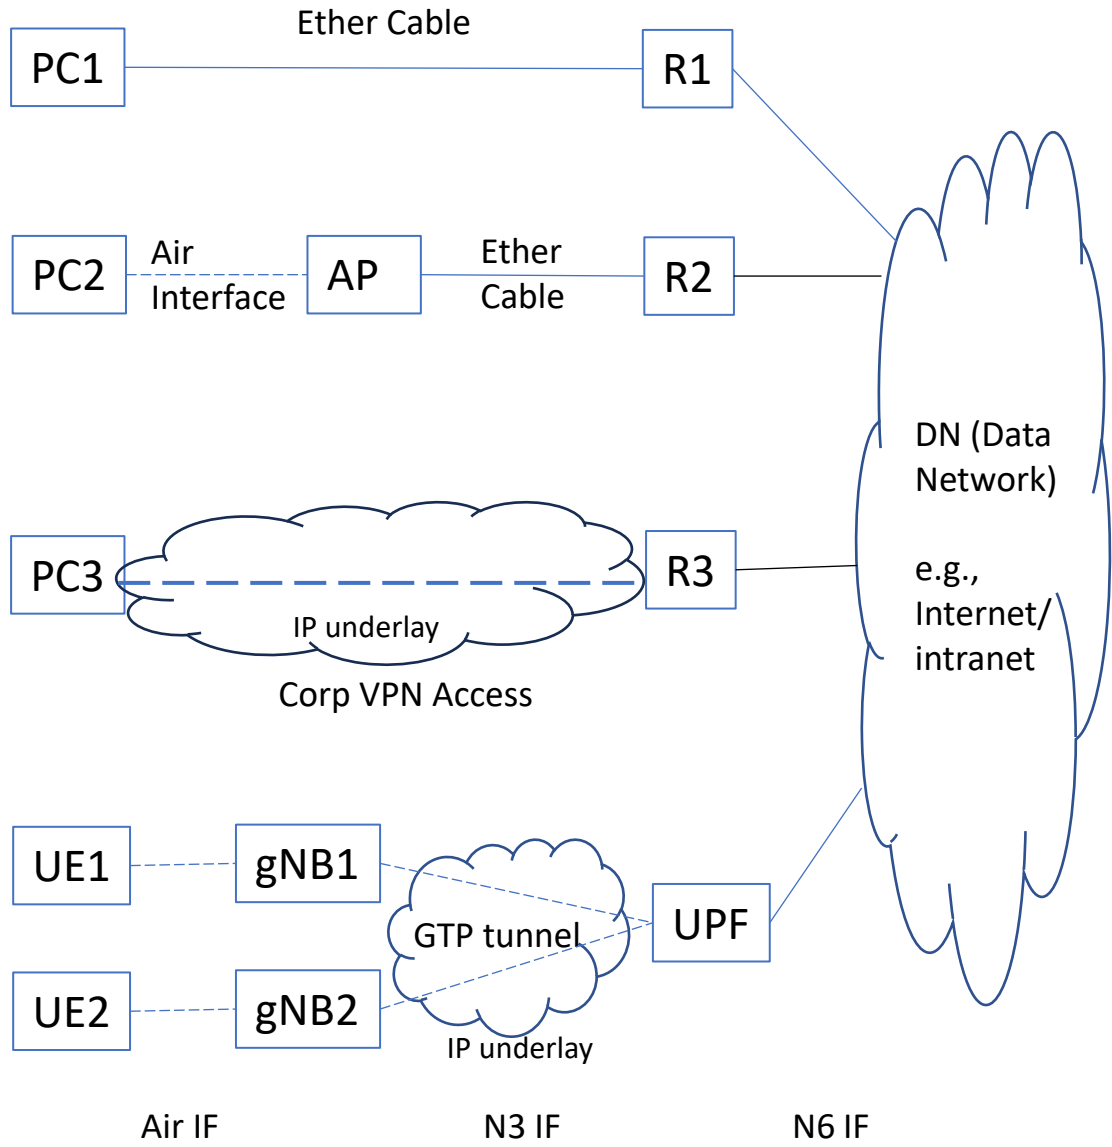 Ether Cable
PC1
R1
PC2
Air
Interface
AP
Ether
Cable
R2
DN (Data
Network)
e.g.,
Internet/
intranet
PC3
IP underlay
R3
Corp VPN Access
UE1
gNB1
GTP tunnel
UPF
UE2
gNB2
IP underlay
Air IF
N3 IF
N6 IF